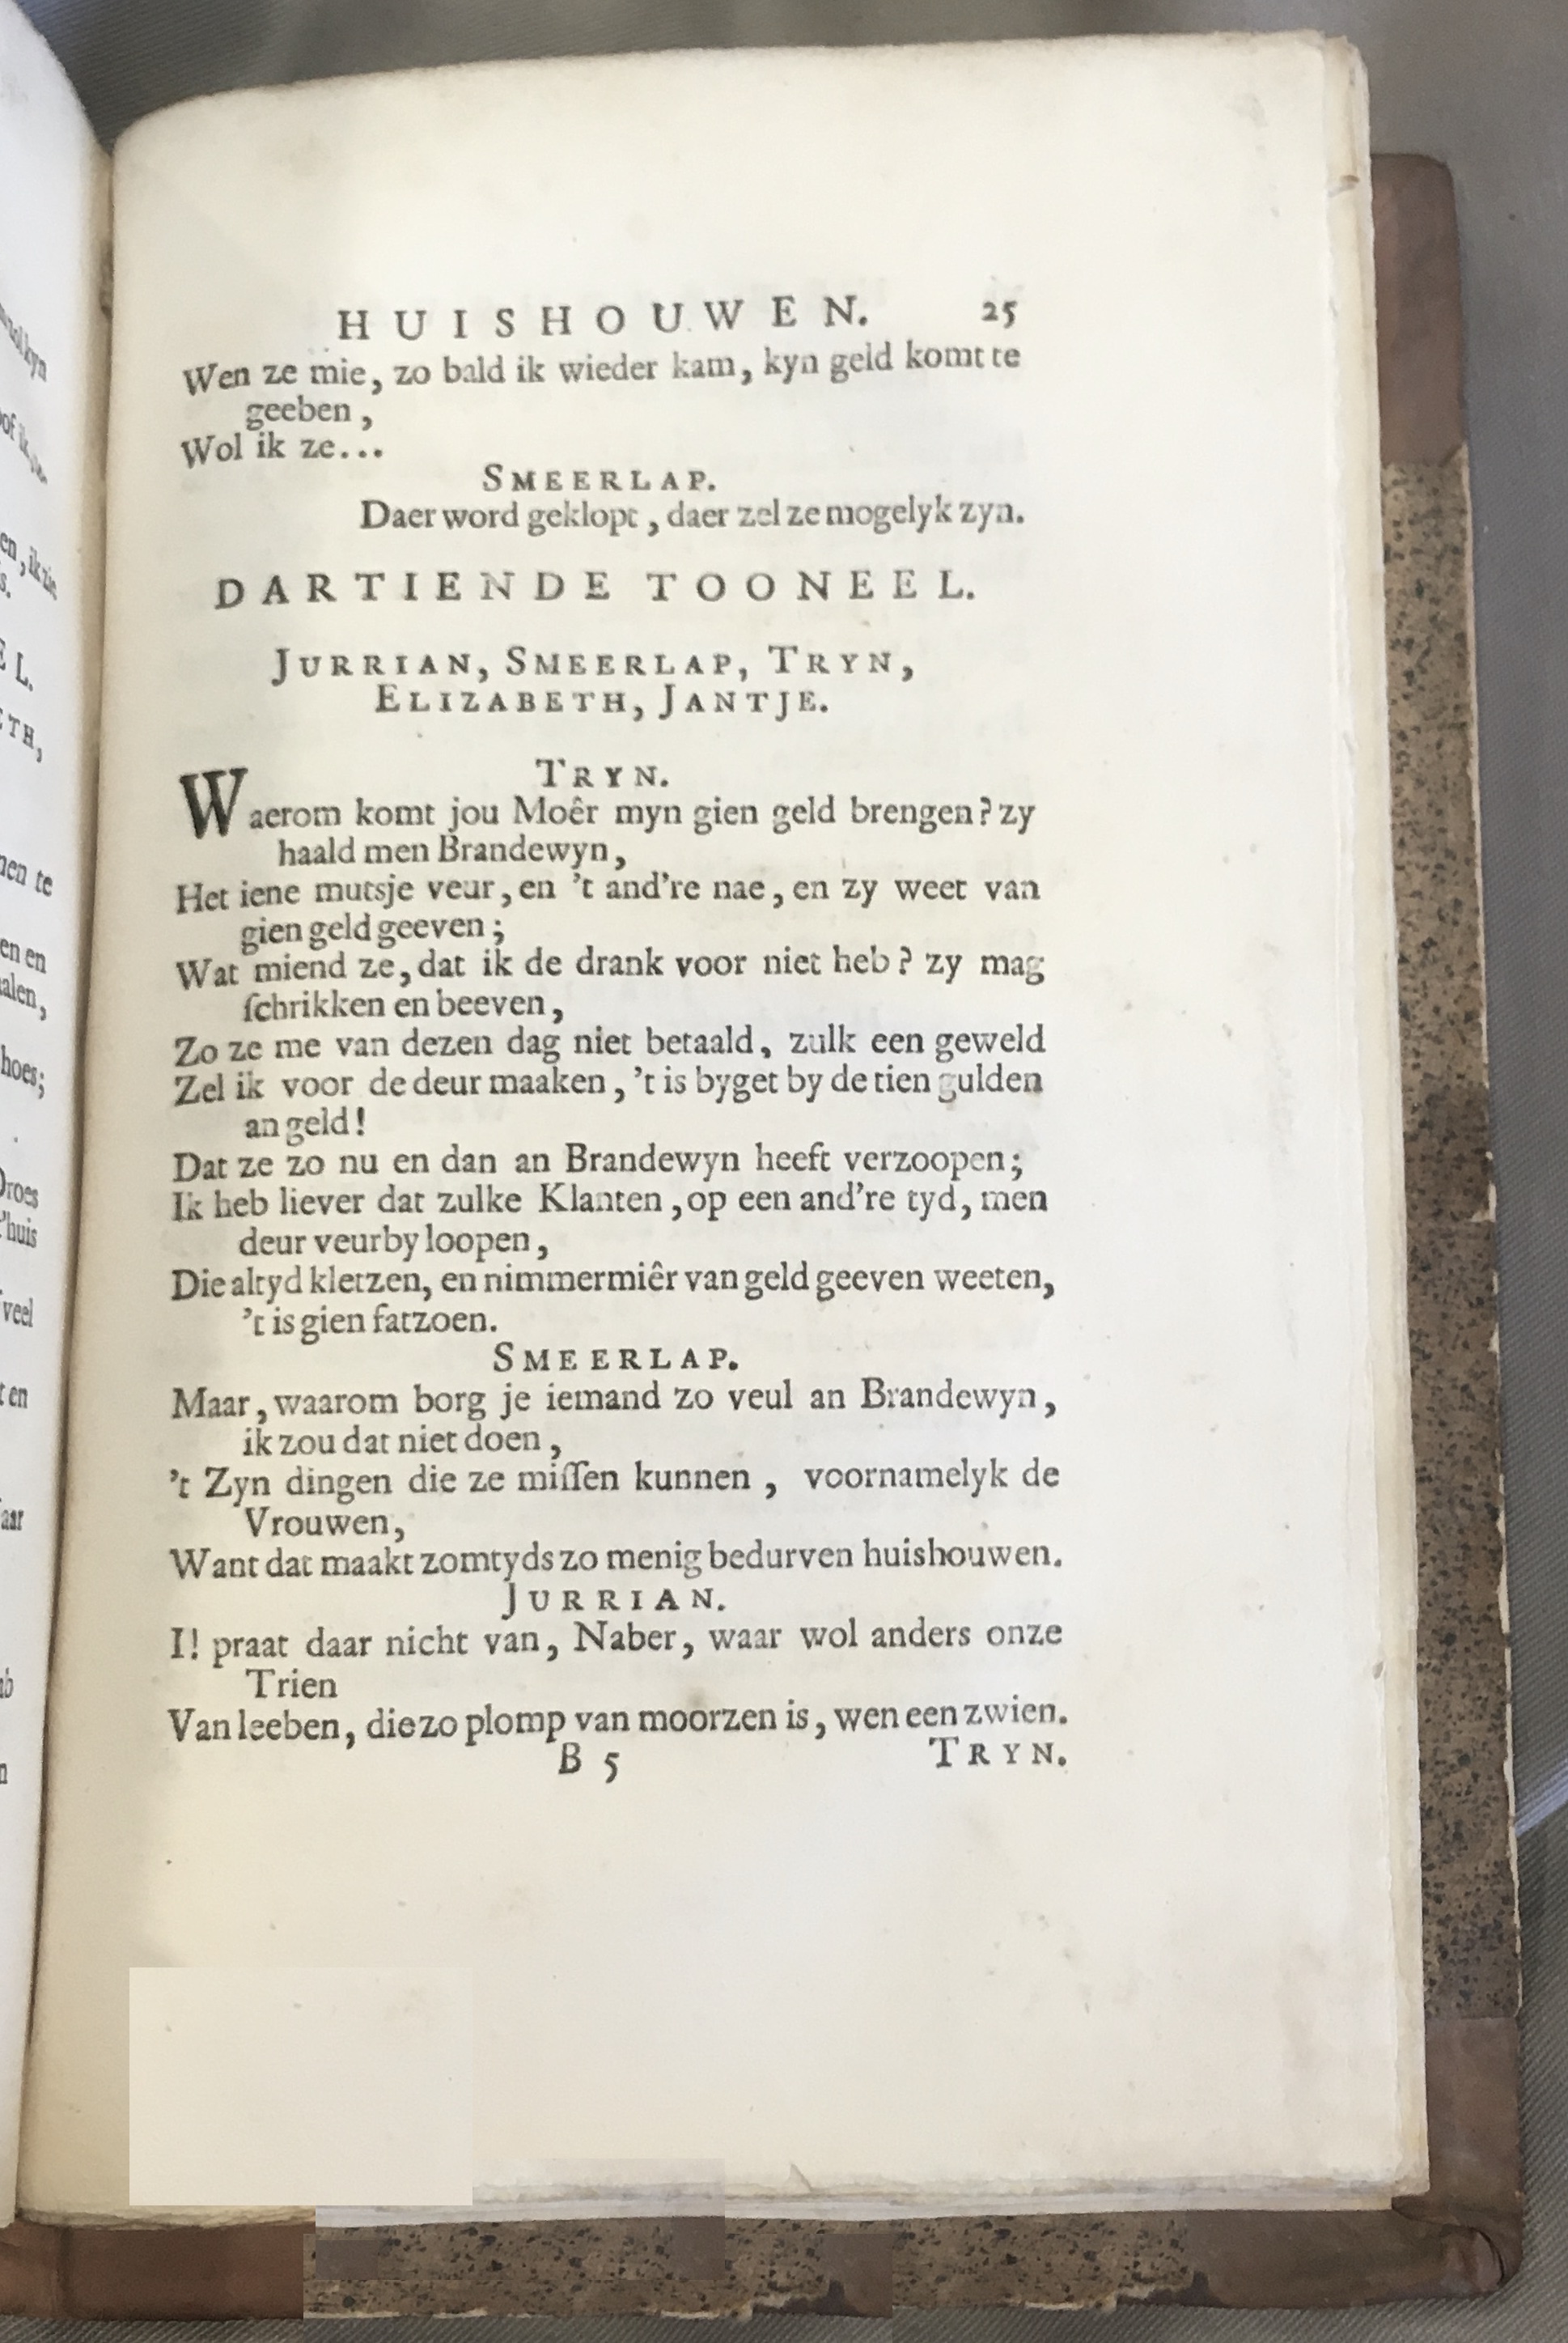 HUISHOUWEN. 25
Wen ze mie, zo bald ik wieder kam, kyn geld komt te
geeben,
Wol ik ze...
SMEERLAP.
Daer word geklopt, daer zel ze mogelyk zyn.
DARTIENDE TOONEEL.
JURRIAN, SMEERLAP, TRYN,
ELIZABETH, JANTJE.
TRYN.
Waerom komt jou Moêr myn gien geld brengen? zy
haald men Brandewyn,
Het iene mutsje veur, en 't and're nae, en zy weet van
gien geld geeven;
Wat miend ze, dat ik de drank voor niet heb? zy mag
ſchrikken en beeven,
Zo ze me van dezen dag niet betaald, zulk een geweld
Zel ik voor de deur maaken, 't is byget by de tien gulden
an geld!
Dat ze zo nu en dan an Brandewyn heeft verzoopen;
Ik heb liever dat zulke Klanten, op een and're tyd, men
deur veurby loopen,
Die altyd kletzen, en nimmermiêr van geld geeven weeten,
't is gien fatzoen.
SMEERLAP.
Maar, waarom borg je iemand zo veul an Brandewyn,
ik zou dat niet doen,
't Zyn dingen die ze miſſen kunnen, voornamelyk de
Vrouwen,
Want dat maakt zomtyds zo menig bedurven huishouwen.
JURRIAN.
I! praat daar nicht van, Naber, waar wol anders onze
Trien
Van leeben, die zo plomp van moorzen is, wen een zwien.
B 5 TRYN.